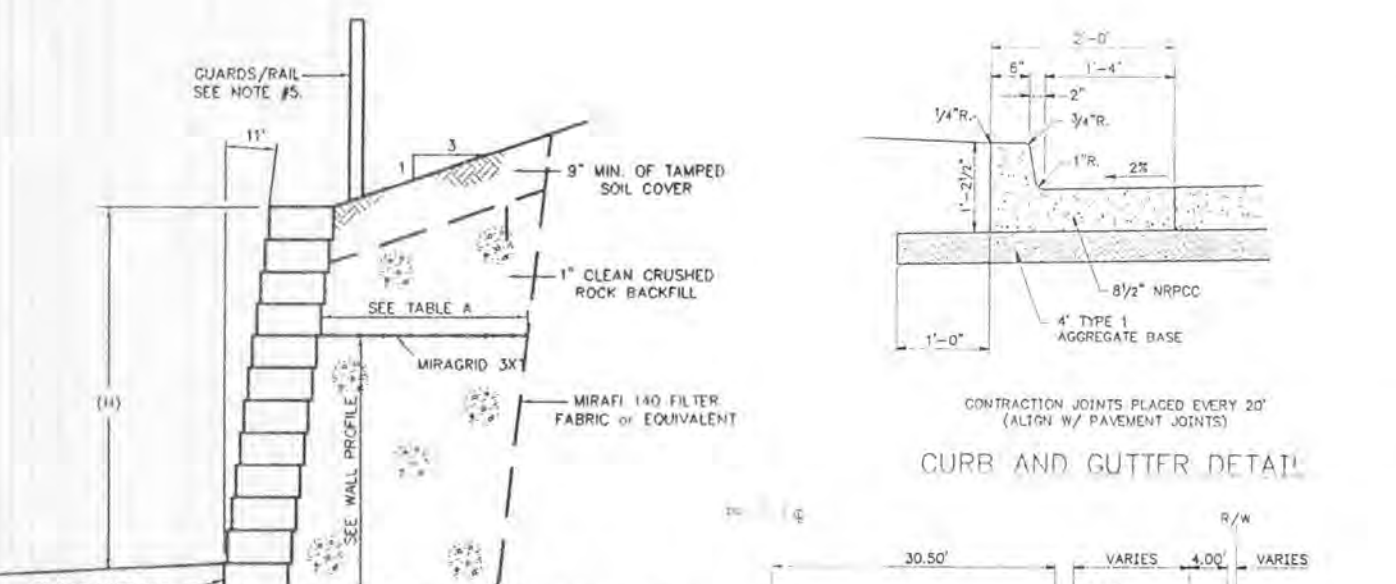 GUARDS/RAIL
SEE NOTE #5.
11'
3
1
9" MIN. OF TAMPED
SOIL COVER
1" CLEAN CRUSHED
ROCK BACKFILL
SEE TABLE A
MIRAGRID 3XT
(H)
SEE WALL PROFILE
MIRAFI 140 FILTER
FABRIC or EQUIVALENT
2'-0"
6"
1'-4"
2"
1/4"R.
3/4"R.
1"R.
2%
1'-2 1/2"
8 1/2" NRPCC
4' TYPE 1
AGGREGATE BASE
1'-0"
CONTRACTION JOINTS PLACED EVERY 20'
(ALIGN W/ PAVEMENT JOINTS)
CURB AND GUTTER DETAIL
R/W
30.50'
VARIES
4.00'
VARIES